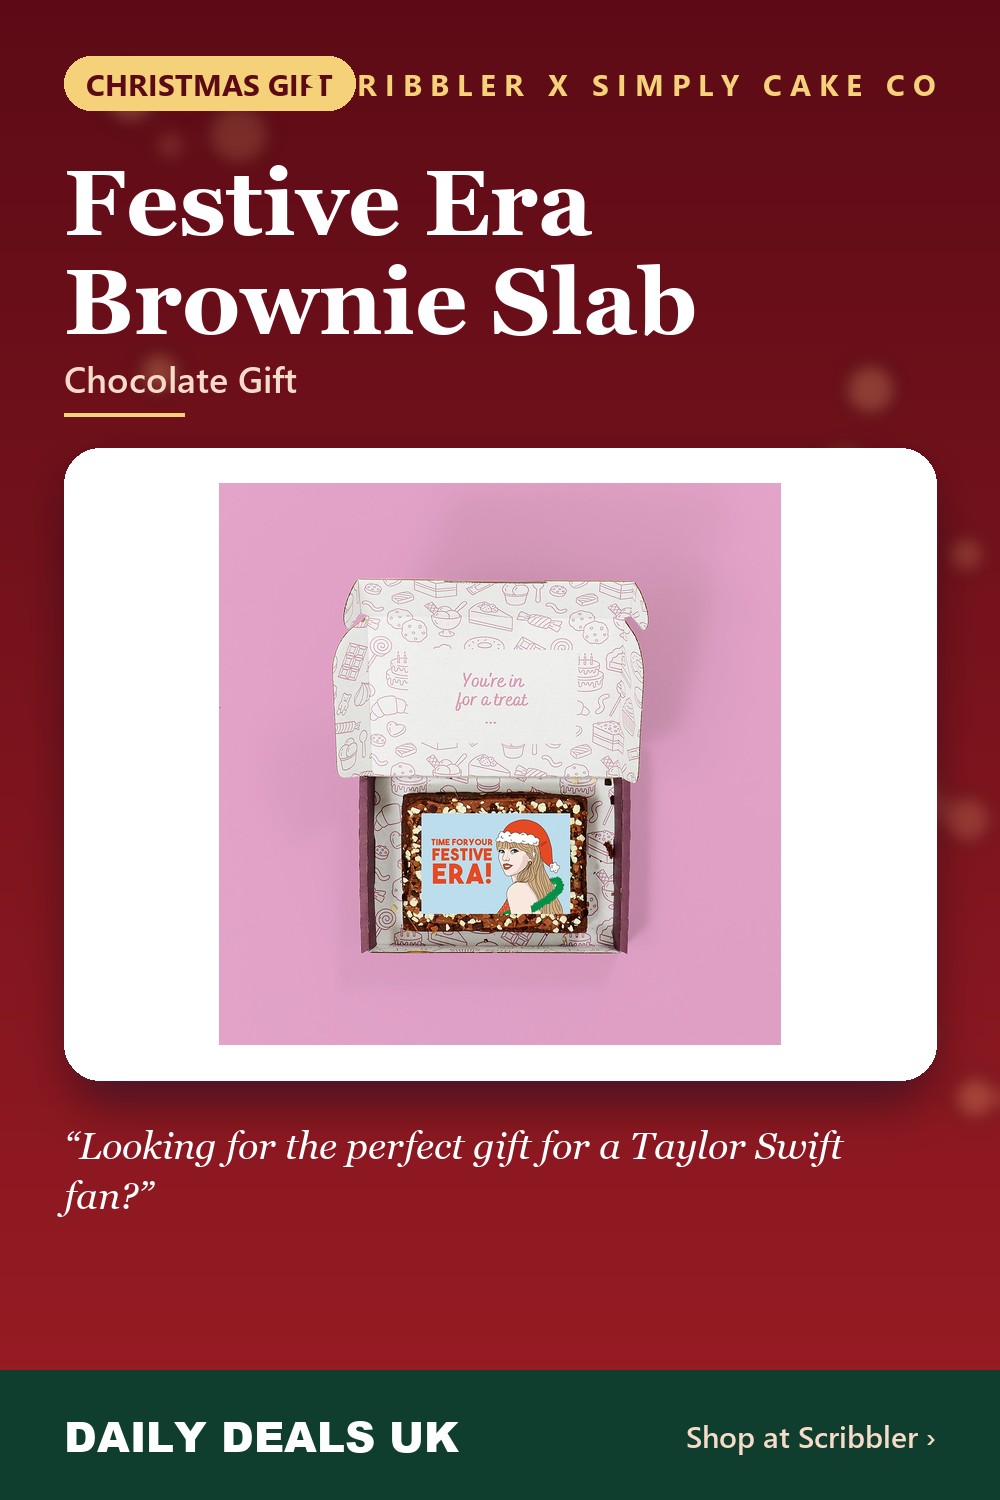 CHRISTMAS GIFT
RIBBLER X SIMPLY CAKE CO
Festive Era
Brownie Slab
Chocolate Gift
You're in
for a treat
...
TIME FOR YOUR
FESTIVE
ERA!
“Looking for the perfect gift for a Taylor Swift
fan?”
DAILY DEALS UK
Shop at Scribbler ›